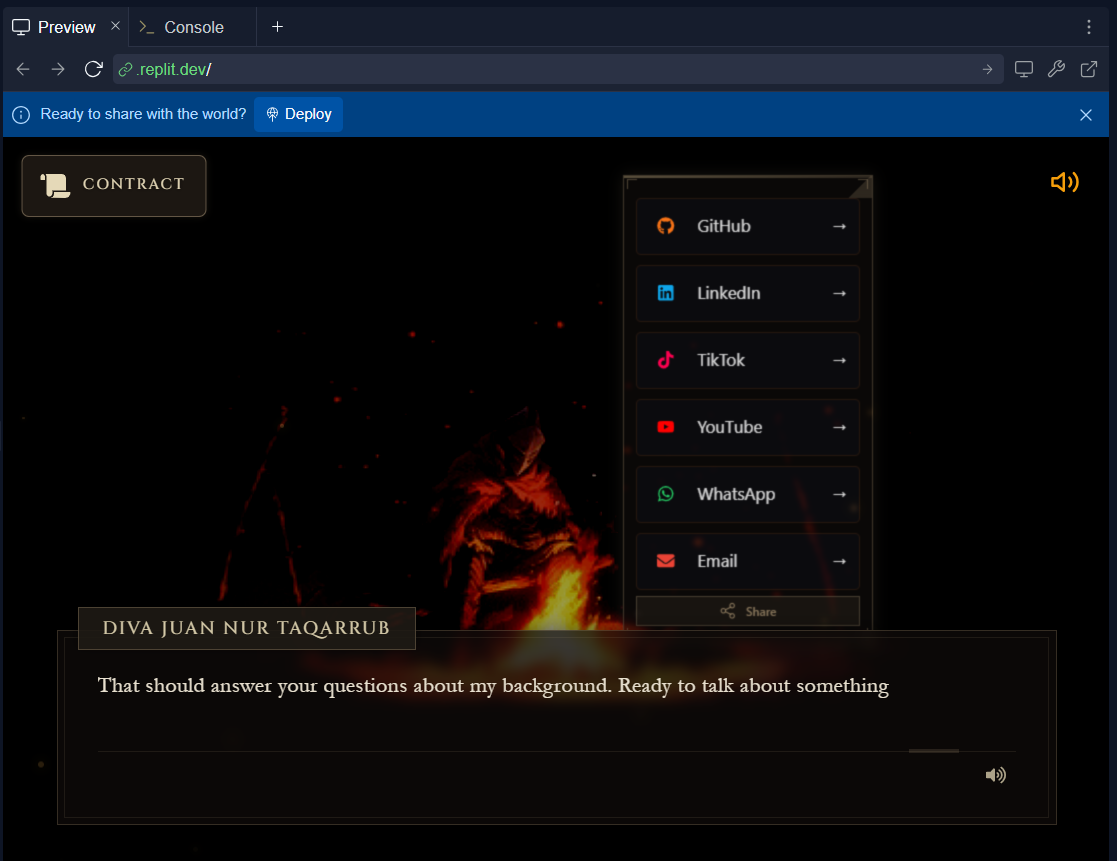 Preview
Console
.replit.dev/
Ready to share with the world?
Deploy
CONTRACT
GitHub →
LinkedIn →
TikTok →
YouTube →
WhatsApp →
Email →
Share
DIVA JUAN NUR TAQARRUB
That should answer your questions about my background. Ready to talk about something